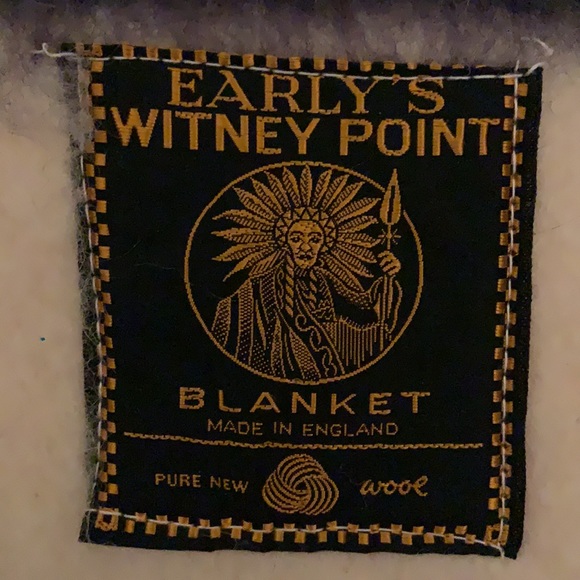 EARLY'S
WITNEY POINT
BLANKET
MADE IN ENGLAND
PURE NEW wool